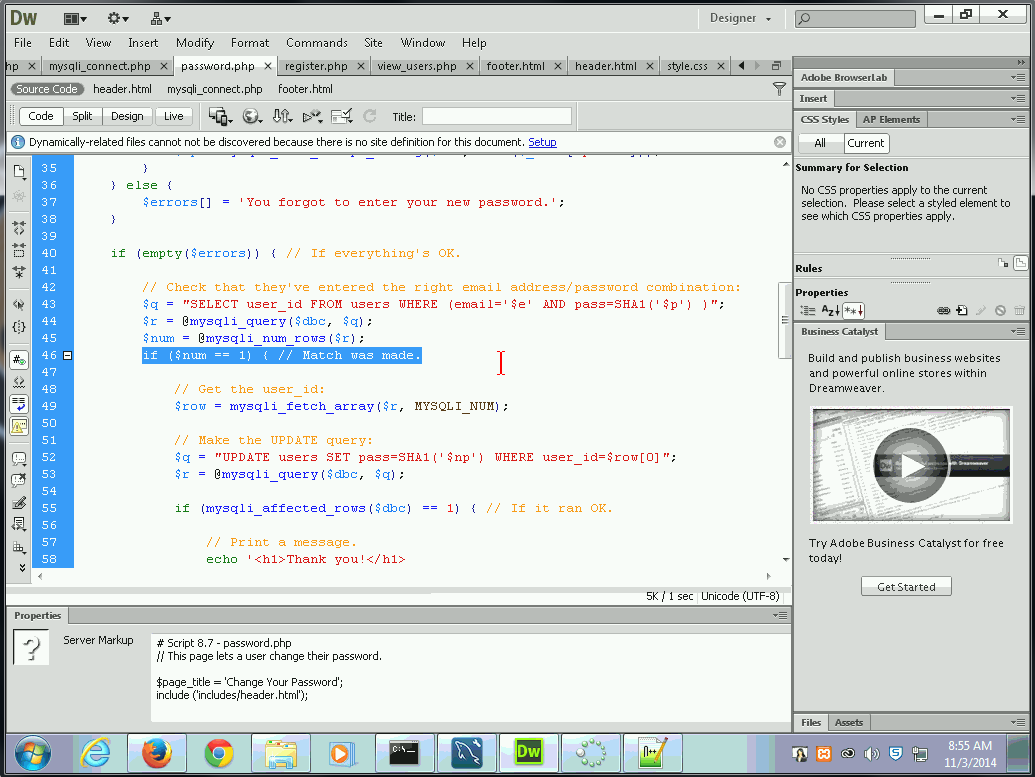 Dw
Designer
File Edit View Insert Modify Format Commands Site Window Help
hp mysqli_connect.php password.php register.php view_users.php footer.html header.html style.css
Source Code header.html mysqli_connect.php footer.html
Code Split Design Live Title:
Dynamically-related files cannot not be discovered because there is no site definition for this document. Setup
35 }
36 } else {
37 $errors[] = 'You forgot to enter your new password.';
38 }
39
40 if (empty($errors)) { // If everything's OK.
41
42 // Check that they've entered the right email address/password combination:
43 $q = "SELECT user_id FROM users WHERE (email='$e' AND pass=SHA1('$p') )";
44 $r = @mysqli_query($dbc, $q);
45 $num = @mysqli_num_rows($r);
46 if ($num == 1) { // Match was made.
47
48 // Get the user_id:
49 $row = mysqli_fetch_array($r, MYSQLI_NUM);
50
51 // Make the UPDATE query:
52 $q = "UPDATE users SET pass=SHA1('$np') WHERE user_id=$row[0]";
53 $r = @mysqli_query($dbc, $q);
54
55 if (mysqli_affected_rows($dbc) == 1) { // If it ran OK.
56
57 // Print a message.
58 echo '<h1>Thank you!</h1>
5K / 1 sec Unicode (UTF-8)
Properties
Server Markup
# Script 8.7 - password.php
// This page lets a user change their password.
$page_title = 'Change Your Password';
include ('includes/header.html');
Adobe BrowserLab
Insert
CSS Styles AP Elements
All Current
Summary for Selection
No CSS properties apply to the current
selection. Please select a styled element to
see which CSS properties apply.
Rules
Properties
Business Catalyst
Build and publish business websites
and powerful online stores within
Dreamweaver.
Try Adobe Business Catalyst for free
today!
Get Started
Files Assets
Dw
8:55 AM
11/3/2014